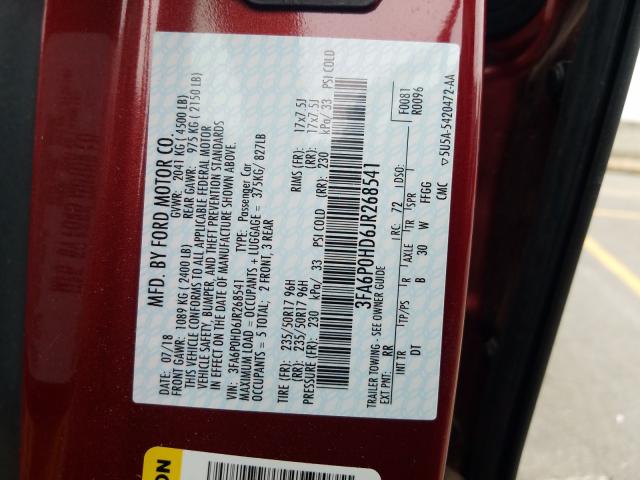 MFD. BY FORD MOTOR CO.
DATE: 07/18 GVWR: 2041 KG ( 4500 LB)
FRONT GAWR: 1089 KG ( 2400 LB) REAR GAWR: 975 KG ( 2150 LB)
THIS VEHICLE CONFORMS TO ALL APPLICABLE FEDERAL MOTOR
VEHICLE SAFETY, BUMPER, AND THEFT PREVENTION STANDARDS
IN EFFECT ON THE DATE OF MANUFACTURE SHOWN ABOVE.
VIN: 3FA6P0HD6JR268541 TYPE: Passenger Car
MAXIMUM LOAD = OCCUPANTS + LUGGAGE = 375KG/ 827LB
OCCUPANTS = 5 TOTAL; 2 FRONT, 3 REAR
TIRE (FR): 235/50R17 96H RIMS (FR): 17x7.5J
(RR): 235/50R17 96H (RR): 17x7.5J
PRESSURE (FR): 230 kPa/ 33 PSI COLD (RR): 230 kPa/ 33 PSI COLD
3FA6P0HD6JR268541
TRAILER TOWING - SEE OWNER GUIDE F0081
EXT PNT: RR RC: 72 DSO: R0096
INT TR TP/PS R AXLE TR SPR
DT B 30 W FFGG
CMC ▽5U5A-5420472-AA
ON